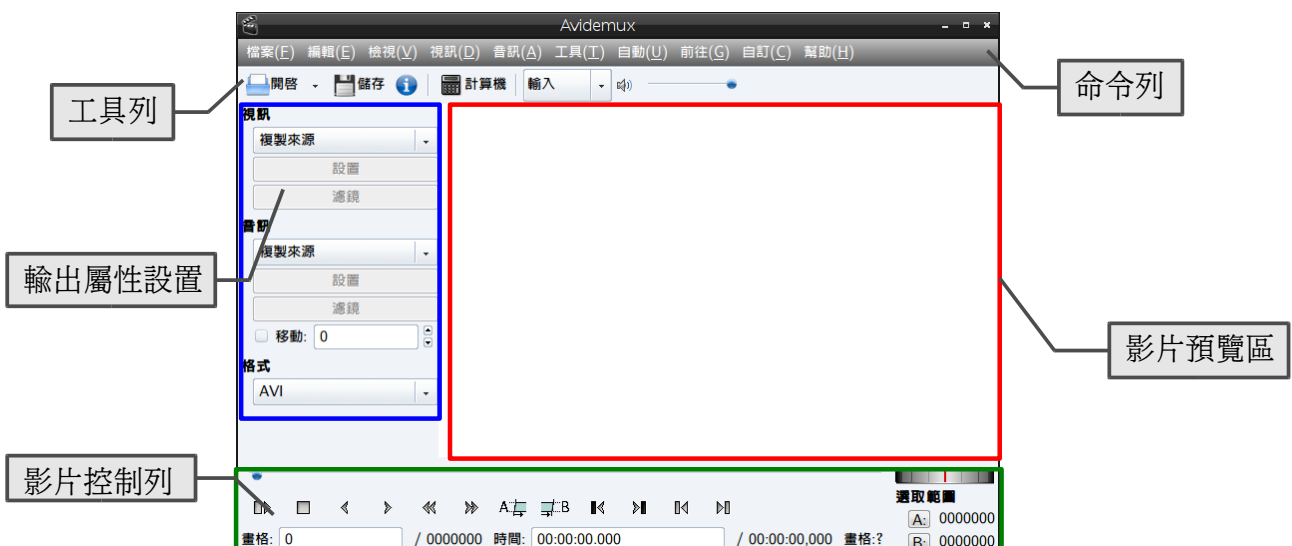 Avidemux
檔案(F) 編輯(E) 檢視(V) 視訊(D) 音訊(A) 工具(T) 自動(U) 前往(G) 自訂(C) 幫助(H)
命令列
開啓 儲存 計算機 輸入
工具列
視訊
複製來源
設置
濾鏡
音訊
複製來源
輸出屬性設置
設置
濾鏡
移動: 0
影片預覽區
格式
AVI
影片控制列
選取範圍
A B
A: 0000000
畫格: 0 / 0000000 時間: 00:00:00.000 / 00:00:00,000 畫格:?
B: 0000000